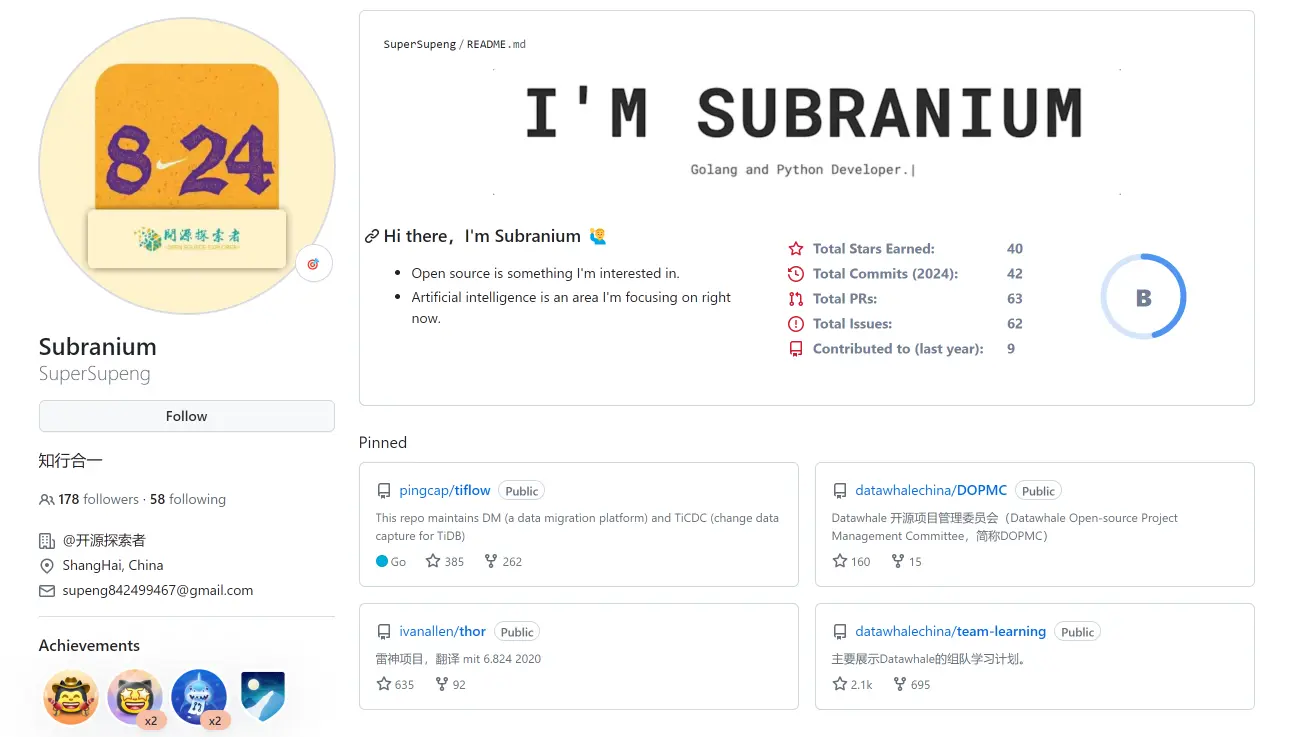 8 24
開源探索者
OPEN SOURCE EXPLORER
Subranium
SuperSupeng
Follow
知行合一
178 followers · 58 following
@开源探索者
ShangHai, China
supeng842499467@gmail.com
Achievements
x2
x2
SuperSupeng / README.md
I'M SUBRANIUM
Golang and Python Developer.|
Hi there，I'm Subranium 🙋
Open source is something I'm interested in.
Artificial intelligence is an area I'm focusing on right
now.
Total Stars Earned: 40
Total Commits (2024): 42
Total PRs: 63
Total Issues: 62
Contributed to (last year): 9
B
Pinned
pingcap/tiflow Public
This repo maintains DM (a data migration platform) and TiCDC (change data
capture for TiDB)
Go 385 262
datawhalechina/DOPMC Public
Datawhale 开源项目管理委员会（Datawhale Open-source Project
Management Committee，简称DOPMC）
160 15
ivanallen/thor Public
雷神项目，翻译 mit 6.824 2020
635 92
datawhalechina/team-learning Public
主要展示Datawhale的组队学习计划。
2.1k 695